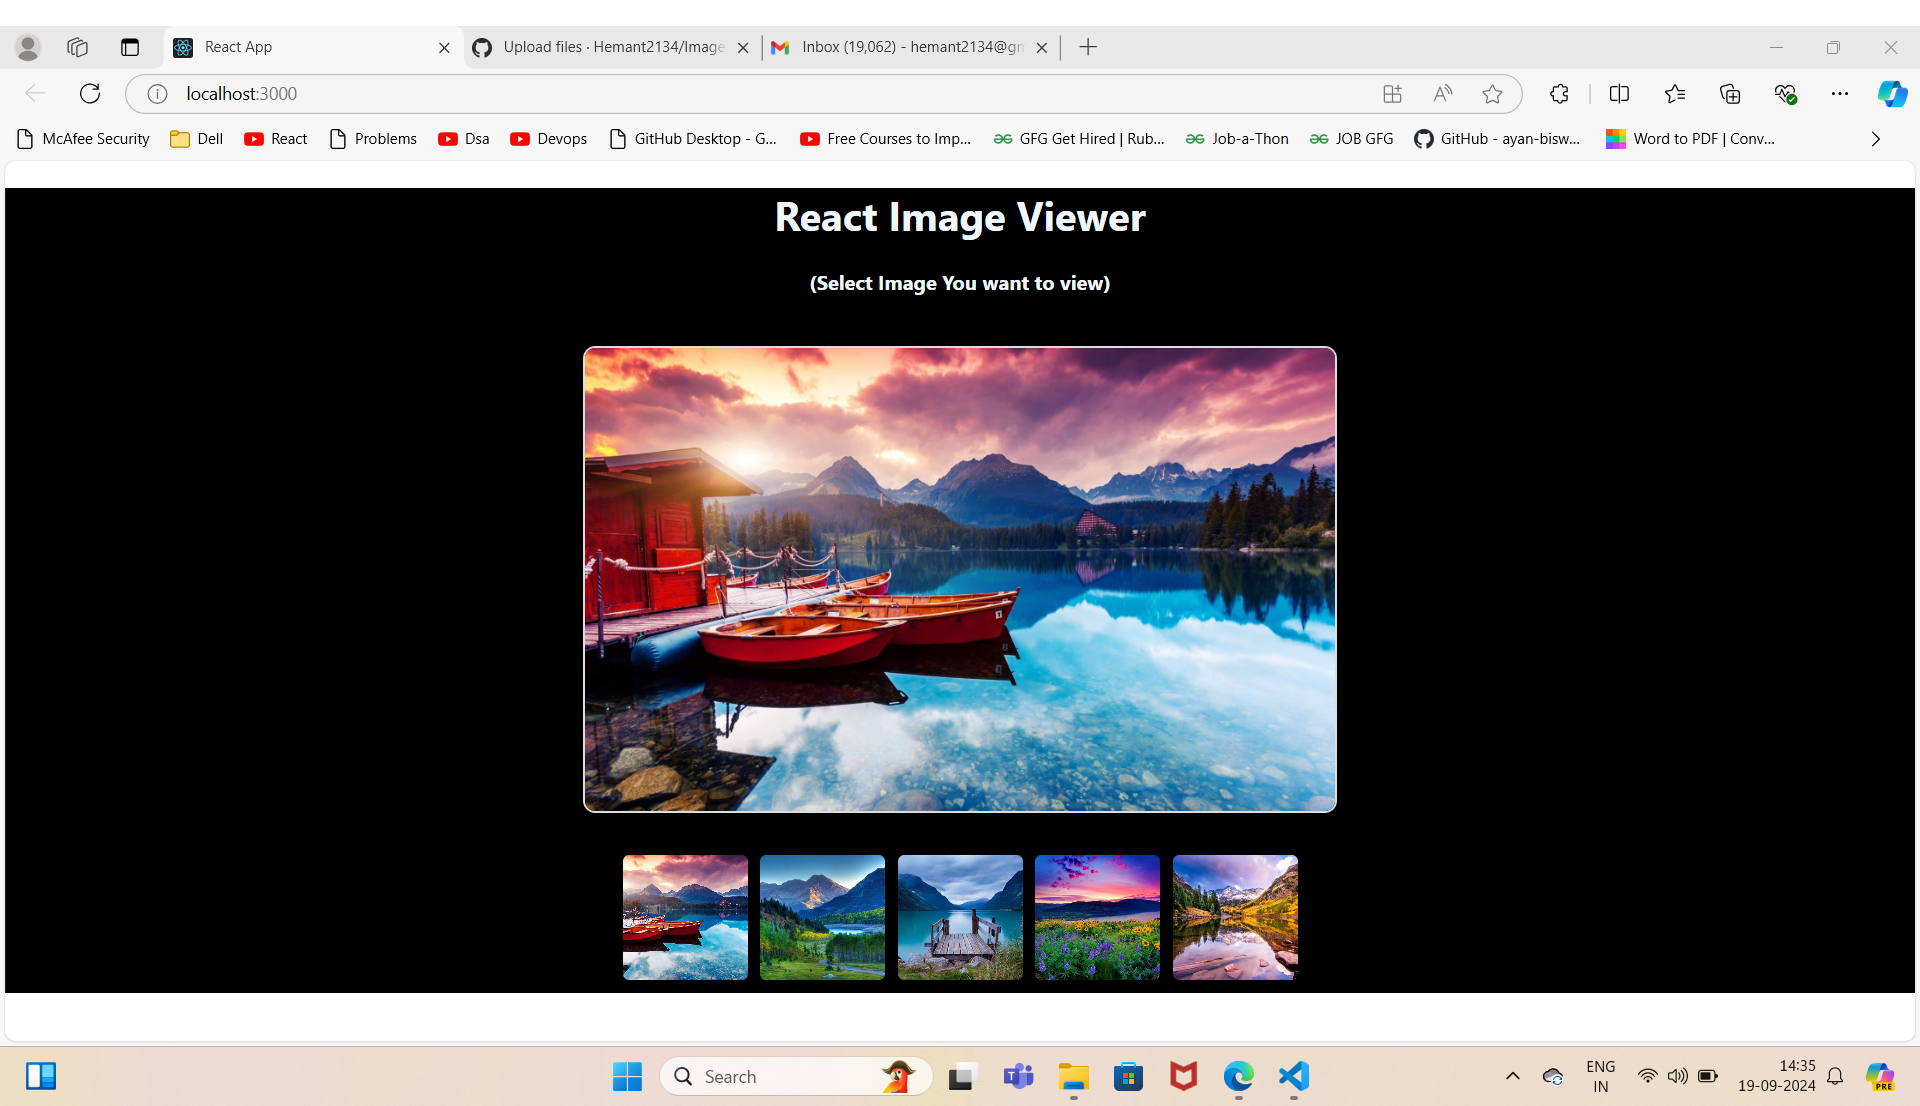 React App
Upload files · Hemant2134/Image
Inbox (19,062) - hemant2134@gm
localhost:3000
McAfee Security
Dell
React
Problems
Dsa
Devops
GitHub Desktop - G...
Free Courses to Imp...
GFG Get Hired | Rub...
Job-a-Thon
JOB GFG
GitHub - ayan-bisw...
Word to PDF | Conv...
React Image Viewer
(Select Image You want to view)
1
Search
ENG
IN
14:35
19-09-2024
PRE